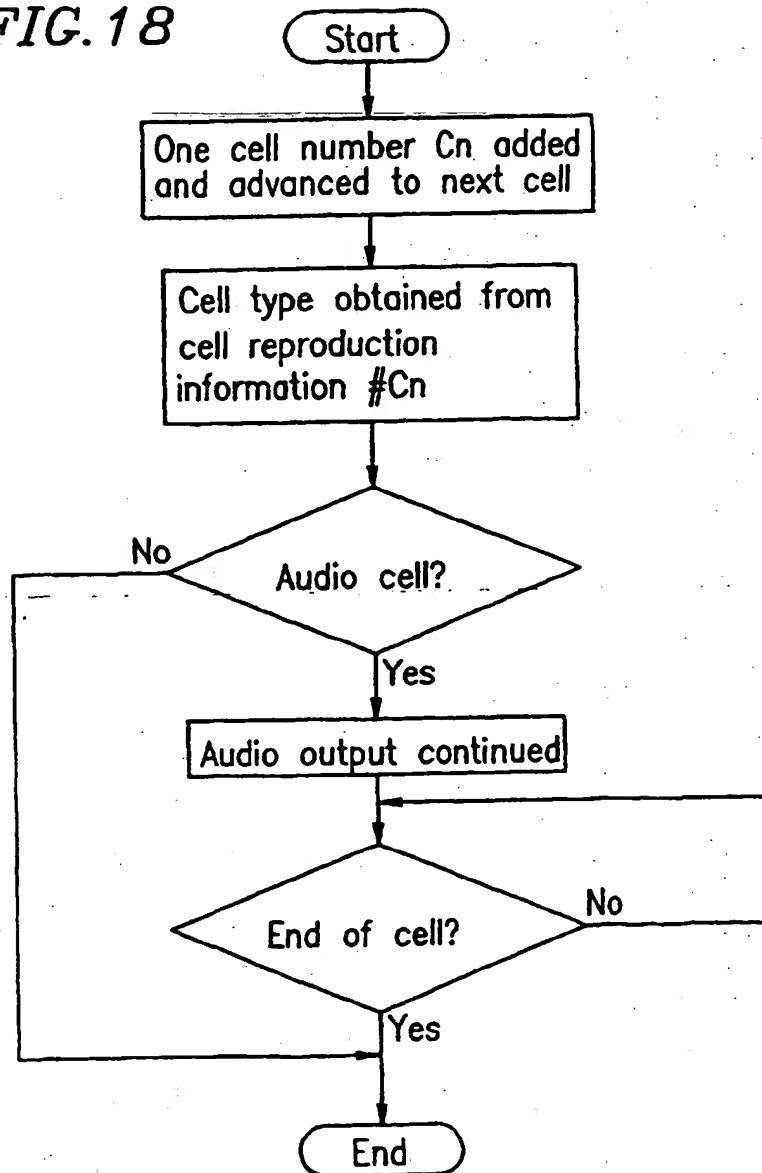 FIG.18
Start
One cell number Cn added
and advanced to next cell
Cell type obtained from
cell reproduction
information #Cn
Audio cell?
No
Yes
Audio output continued
End of cell?
No
Yes
End